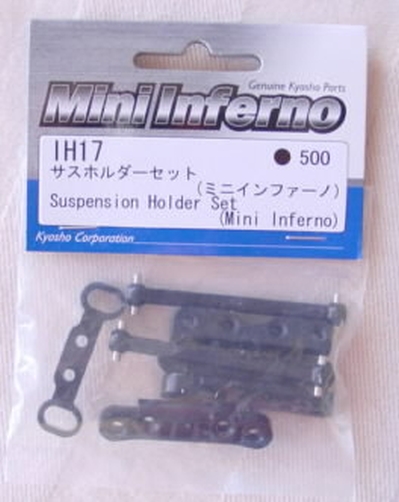 Genuine Kyosho Parts
Mini Inferno
IH17 ● 500
サスホルダーセット
(ミニインファーノ)
Suspension Holder Set
(Mini Inferno)
Kyosho Corporation